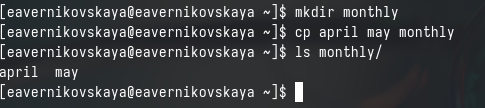 [eavernikovskaya@eavernikovskaya ~]$ mkdir monthly
[eavernikovskaya@eavernikovskaya ~]$ cp april may monthly
[eavernikovskaya@eavernikovskaya ~]$ ls monthly/
april  may
[eavernikovskaya@eavernikovskaya ~]$